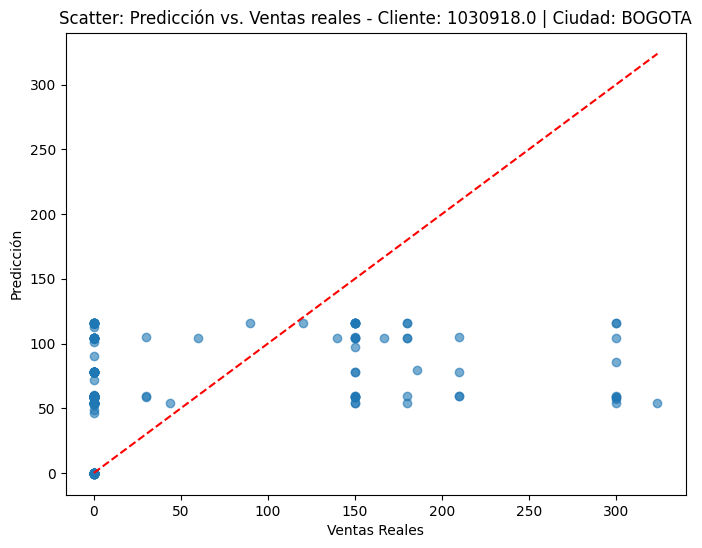 Scatter: Predicción vs. Ventas reales - Cliente: 1030918.0 | Ciudad: BOGOTA
300
250
200
150
100
50
0
Predicción
0 50 100 150 200 250 300
Ventas Reales